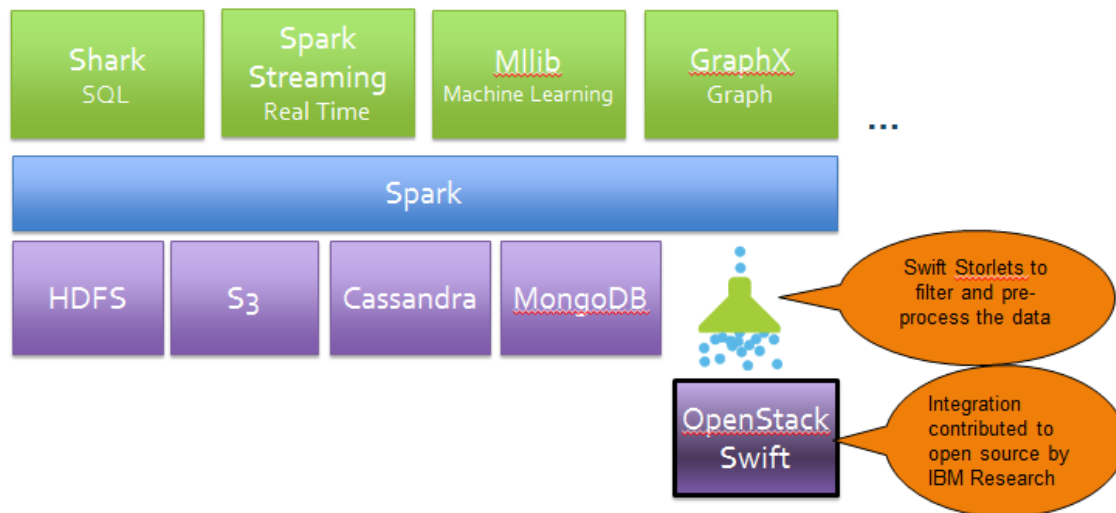 Shark
SQL
Spark
Streaming
Real Time
Mllib
Machine Learning
GraphX
Graph
...
Spark
HDFS
S3
Cassandra
MongoDB
Swift Storlets to
filter and pre-
process the data
OpenStack
Swift
Integration
contributed to
open source by
IBM Research